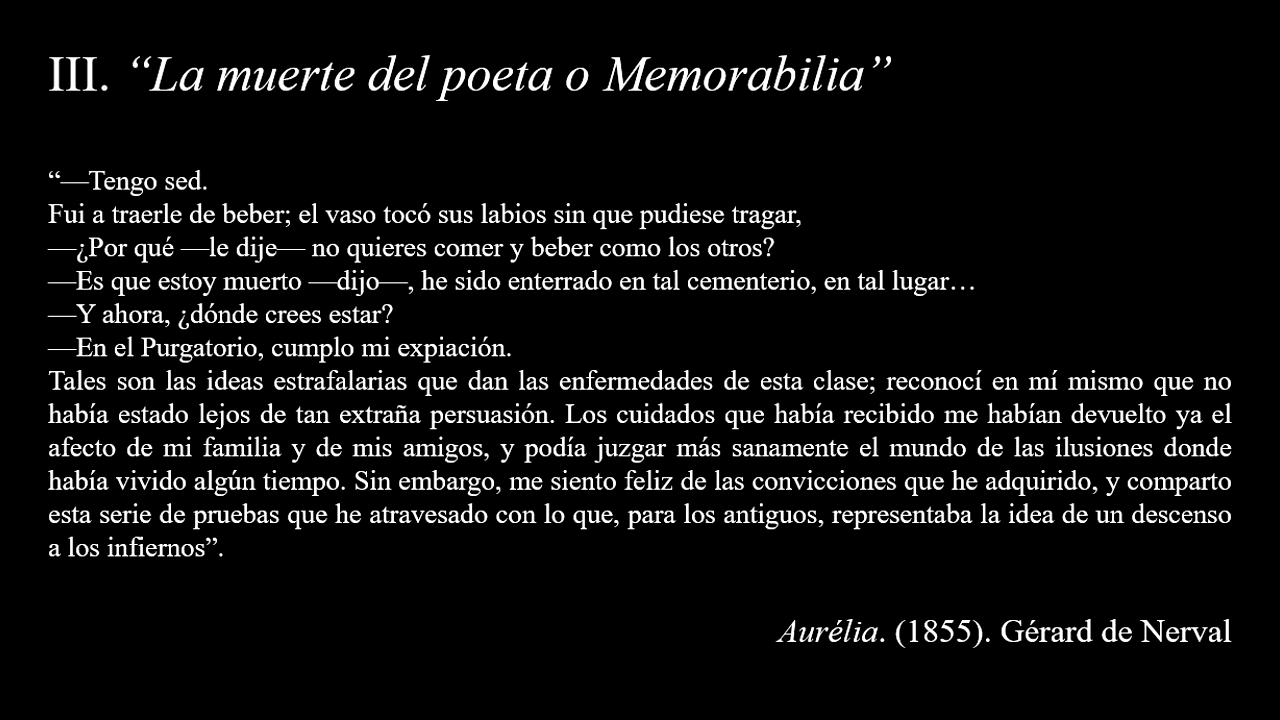 III. “La muerte del poeta o Memorabilia”
“—Tengo sed.
Fui a traerle de beber; el vaso tocó sus labios sin que pudiese tragar,
—¿Por qué —le dije— no quieres comer y beber como los otros?
—Es que estoy muerto —dijo—, he sido enterrado en tal cementerio, en tal lugar…
—Y ahora, ¿dónde crees estar?
—En el Purgatorio, cumplo mi expiación.
Tales son las ideas estrafalarias que dan las enfermedades de esta clase; reconocí en mí mismo que no
había estado lejos de tan extraña persuasión. Los cuidados que había recibido me habían devuelto ya el
afecto de mi familia y de mis amigos, y podía juzgar más sanamente el mundo de las ilusiones donde
había vivido algún tiempo. Sin embargo, me siento feliz de las convicciones que he adquirido, y comparto
esta serie de pruebas que he atravesado con lo que, para los antiguos, representaba la idea de un descenso
a los infiernos”.
Aurélia. (1855). Gérard de Nerval